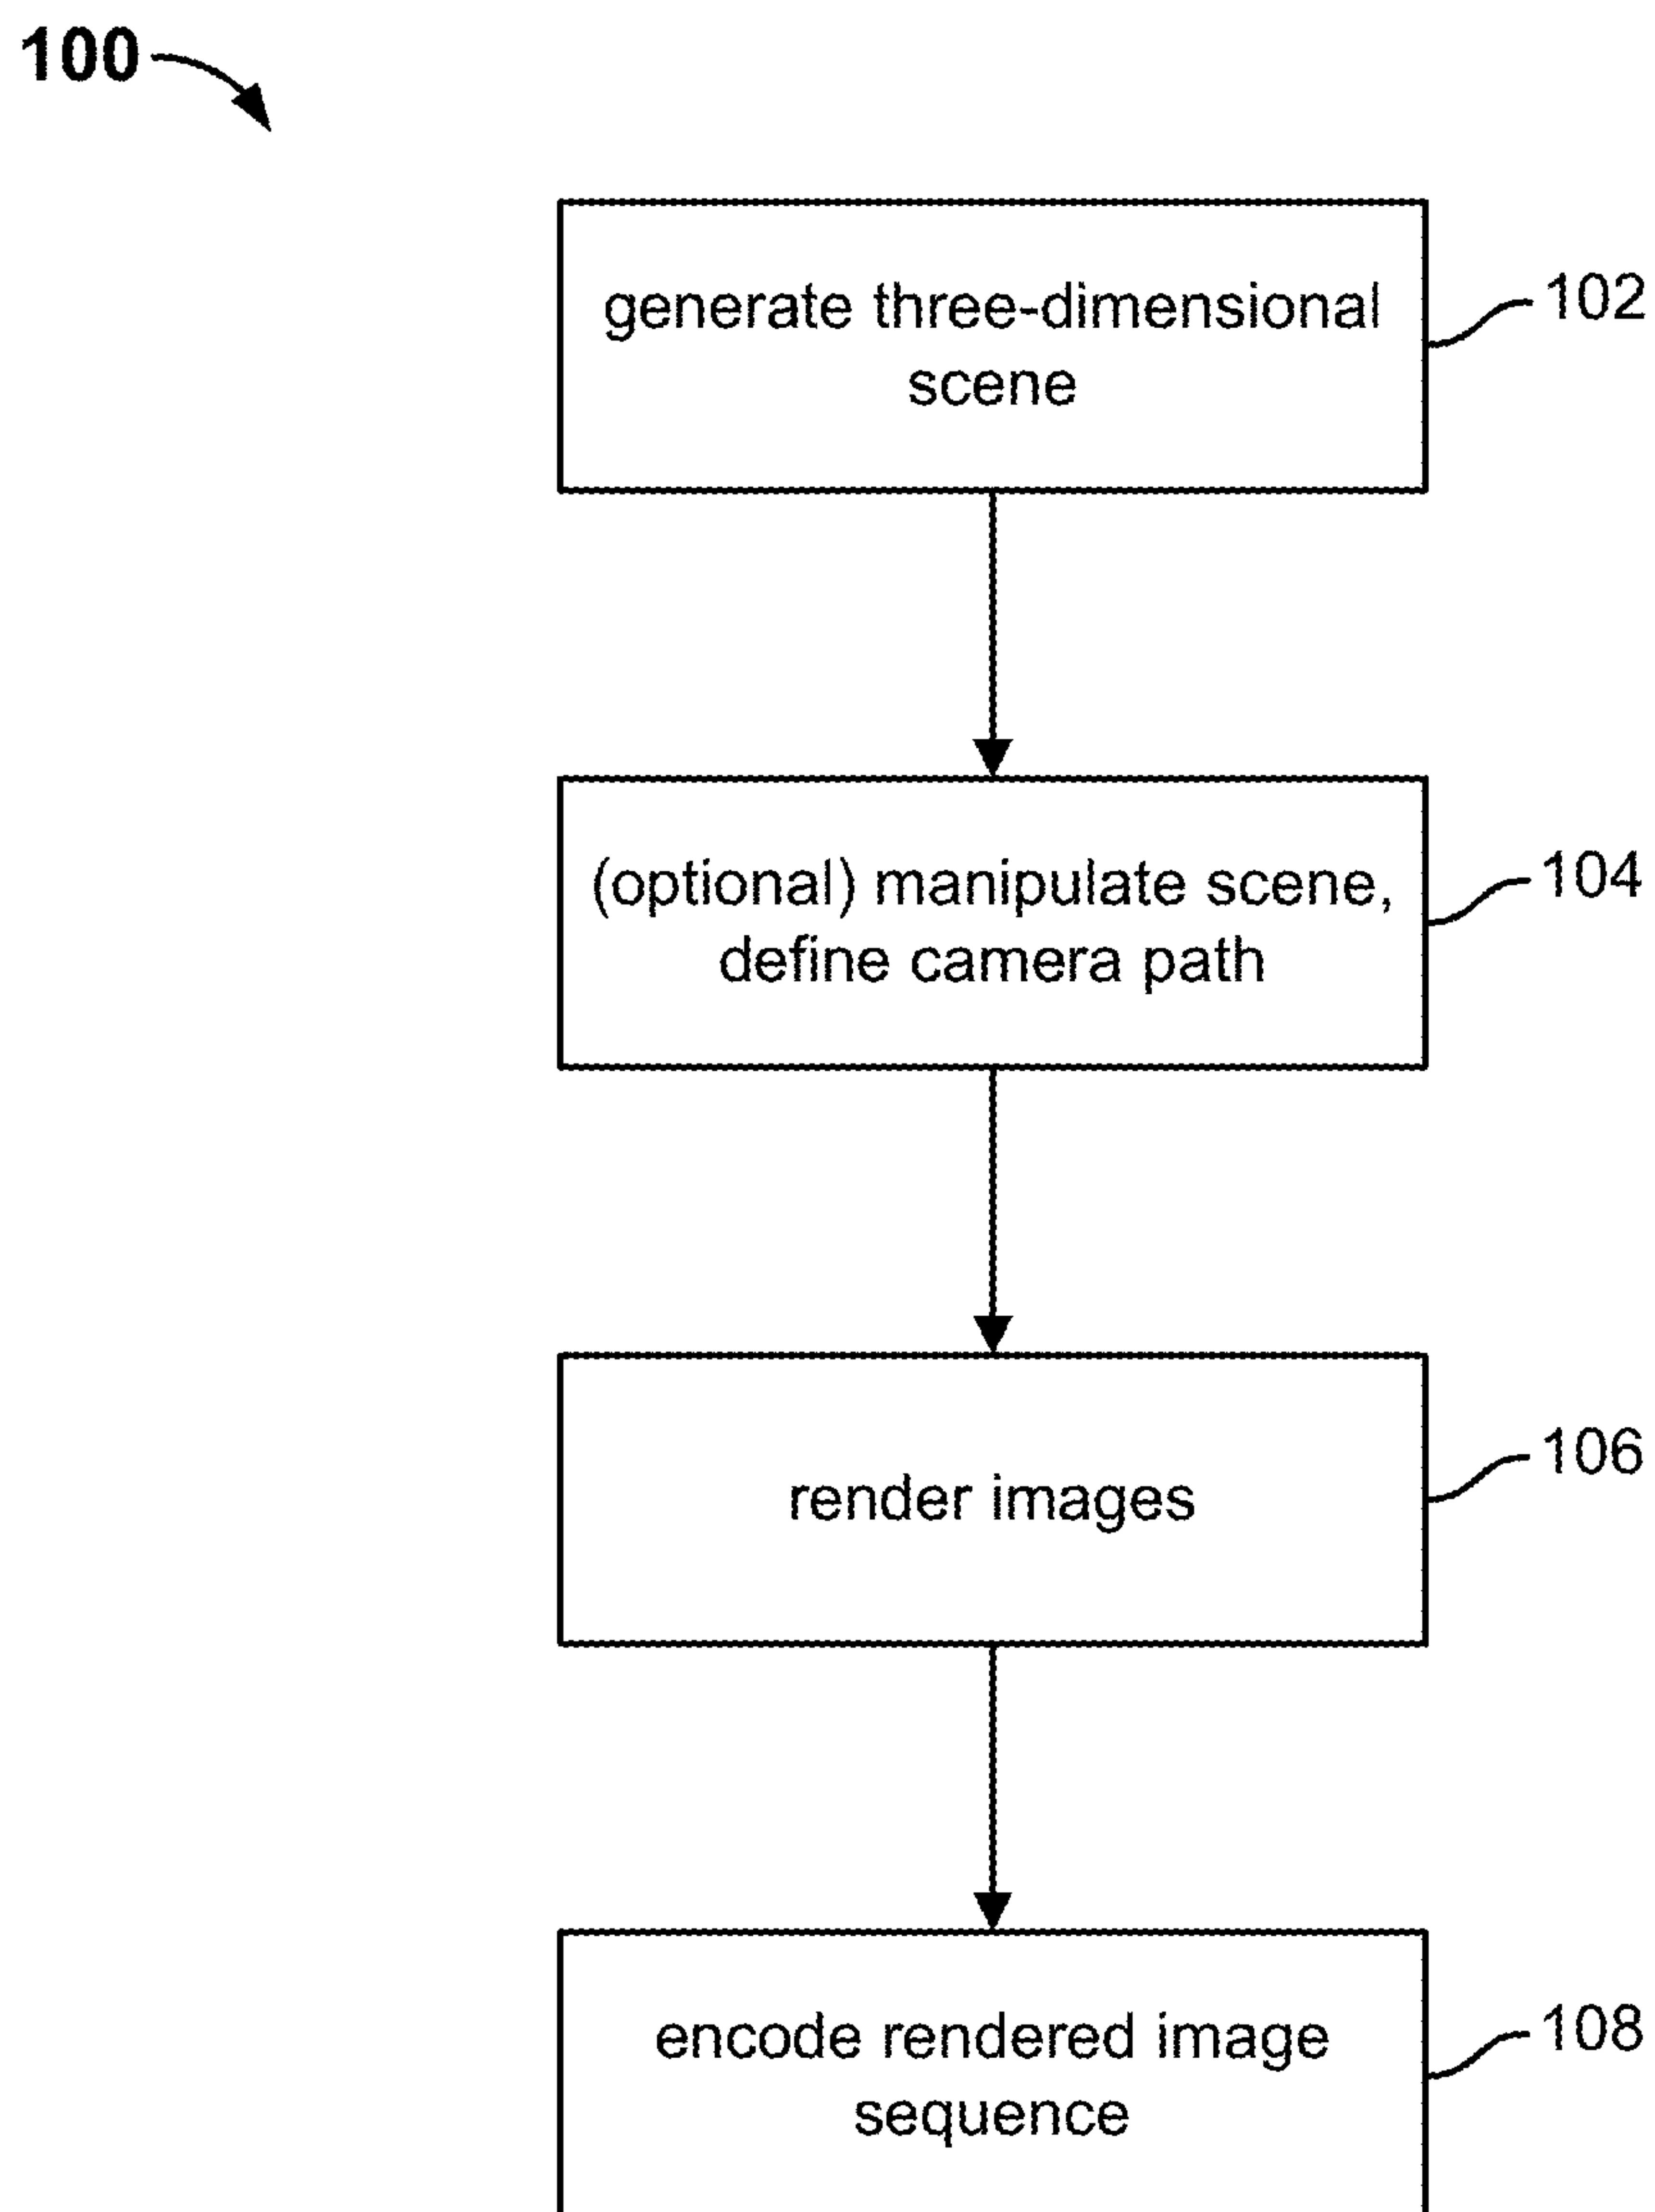 100
generate three-dimensional
scene
102
(optional) manipulate scene,
define camera path
104
render images
106
encode rendered image
sequence
108